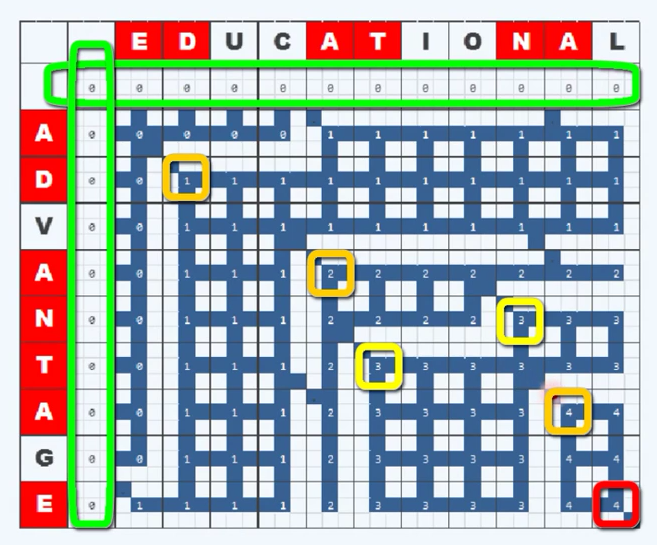 E D U C A T I O N A L
0 0 0 0 0 0 0 0 0 0 0 0
A 0 0 0 0 0 1 1 1 1 1 1 1
D 0 0 1 1 1 1 1 1 1 1 1 1
V 0 0 1 1 1 1 1 1 1 1 1 1
A 0 0 1 1 1 2 2 2 2 2 2 2
N 0 0 1 1 1 2 2 2 2 3 3 3
T 0 0 1 1 1 2 3 3 3 3 3 3
A 0 0 1 1 1 2 3 3 3 3 4 4
G 0 0 1 1 1 2 3 3 3 3 4 4
E 0 1 1 1 1 2 3 3 3 3 4 4